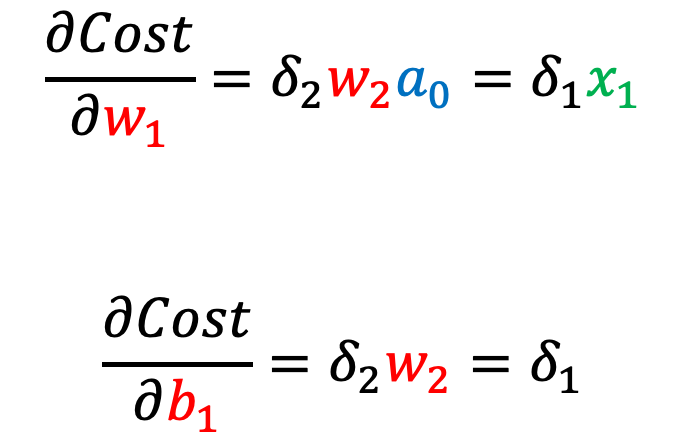 ∂Cost/∂w₁ = δ₂w₂a₀ = δ₁x₁
∂Cost/∂b₁ = δ₂w₂ = δ₁